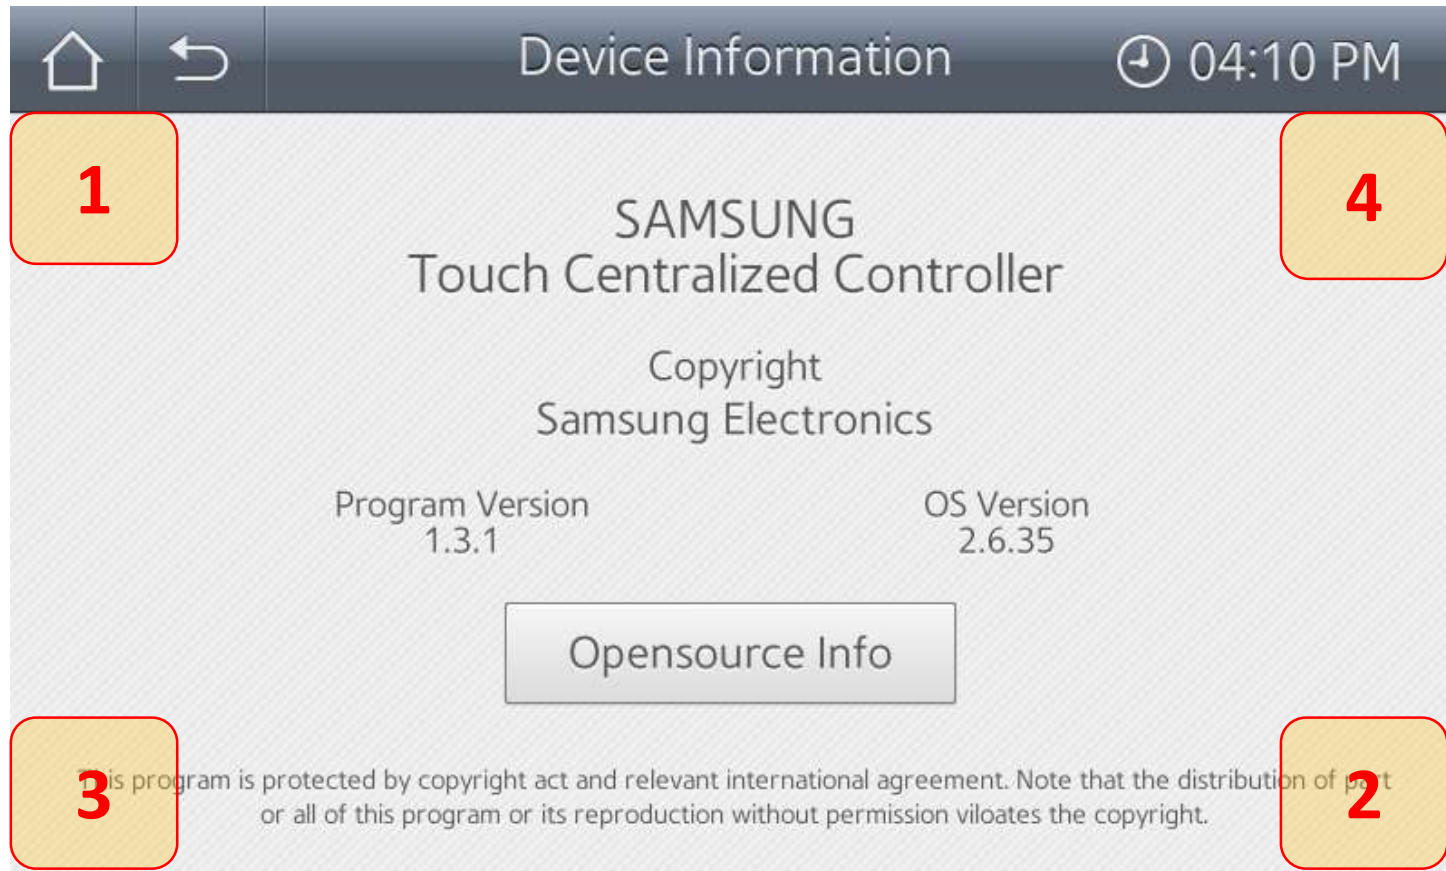 Device Information
04:10 PM
1
4
SAMSUNG
Touch Centralized Controller
Copyright
Samsung Electronics
Program Version
OS Version
1.3.1
2.6.35
Opensource Info
3
2
This program is protected by copyright act and relevant international agreement. Note that the distribution of part
or all of this program or its reproduction without permission viloates the copyright.